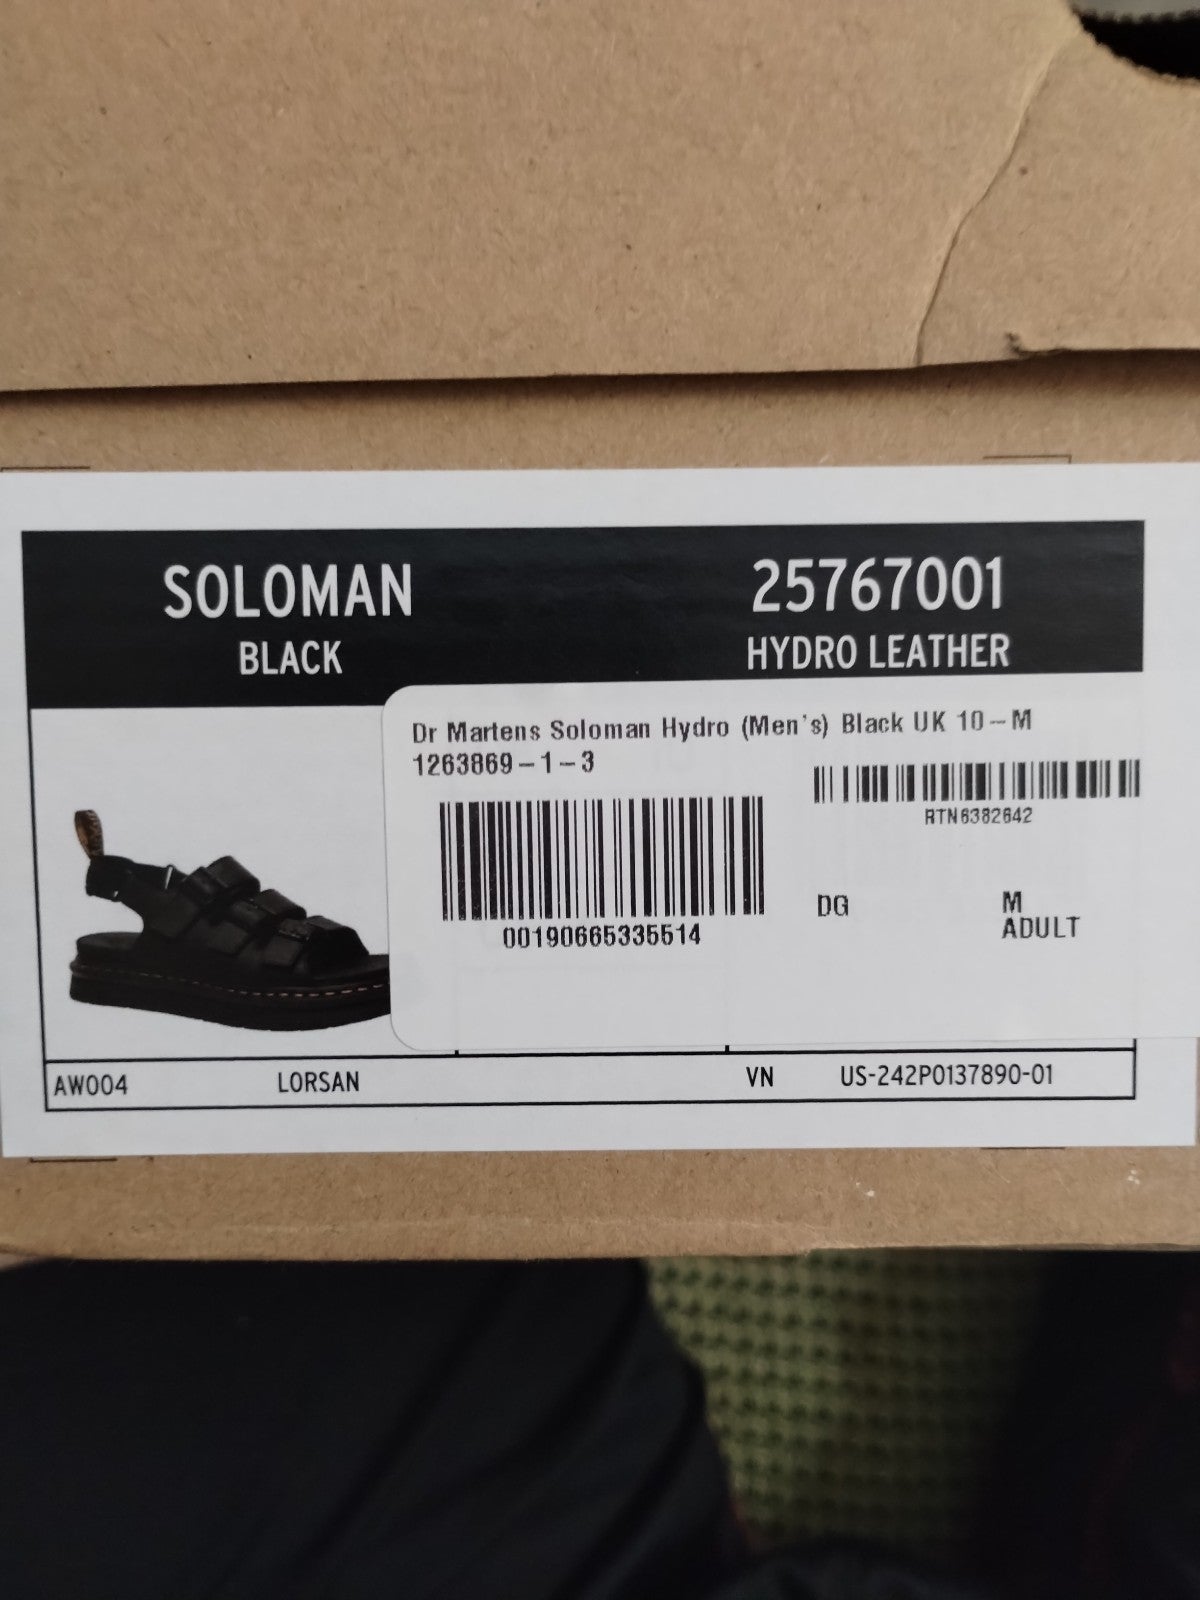 SOLOMAN
BLACK
25767001
HYDRO LEATHER
Dr Martens Soloman Hydro (Men's) Black UK 10-M
1263869-1-3
RTN6382642
00190665335514
DG
M
ADULT
AW004 LORSAN VN US-242P0137890-01